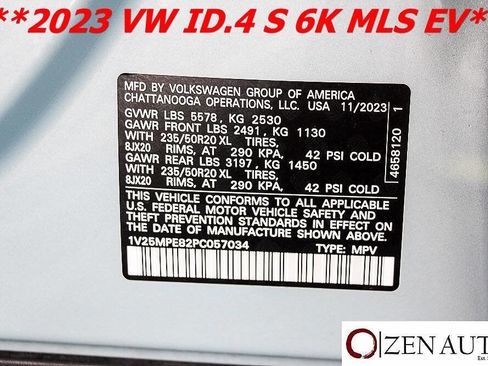 **2023 VW ID.4 S 6K MLS EV*
MFD BY VOLKSWAGEN GROUP OF AMERICA
CHATTANOOGA OPERATIONS, LLC. USA 11/2023
GVWR LBS 5578, KG 2530
GAWR FRONT LBS 2491, KG 1130
WITH 235/50R20 XL TIRES,
8JX20 RIMS, AT 290 KPA, 42 PSI COLD
GAWR REAR LBS 3197, KG 1450
WITH 235/50R20 XL TIRES,
8JX20 RIMS, AT 290 KPA, 42 PSI COLD
THIS VEHICLE CONFORMS TO ALL APPLICABLE
U.S. FEDERAL MOTOR VEHICLE SAFETY AND
THEFT PREVENTION STANDARDS IN EFFECT ON
THE DATE OF MANUFACTURE SHOWN ABOVE.
1V25MPE82PC057034 TYPE: MPV
4658120 1
ZEN AUT
Est.